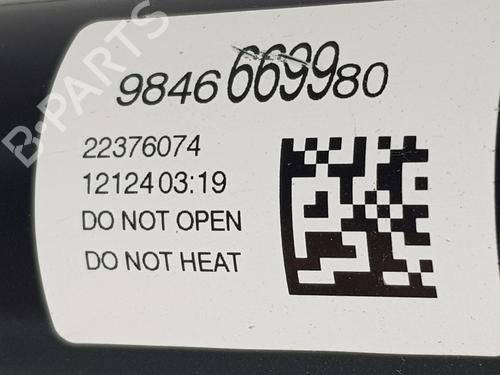 9846669980
22376074
12124 03:19
DO NOT OPEN
DO NOT HEAT
B-PARTS